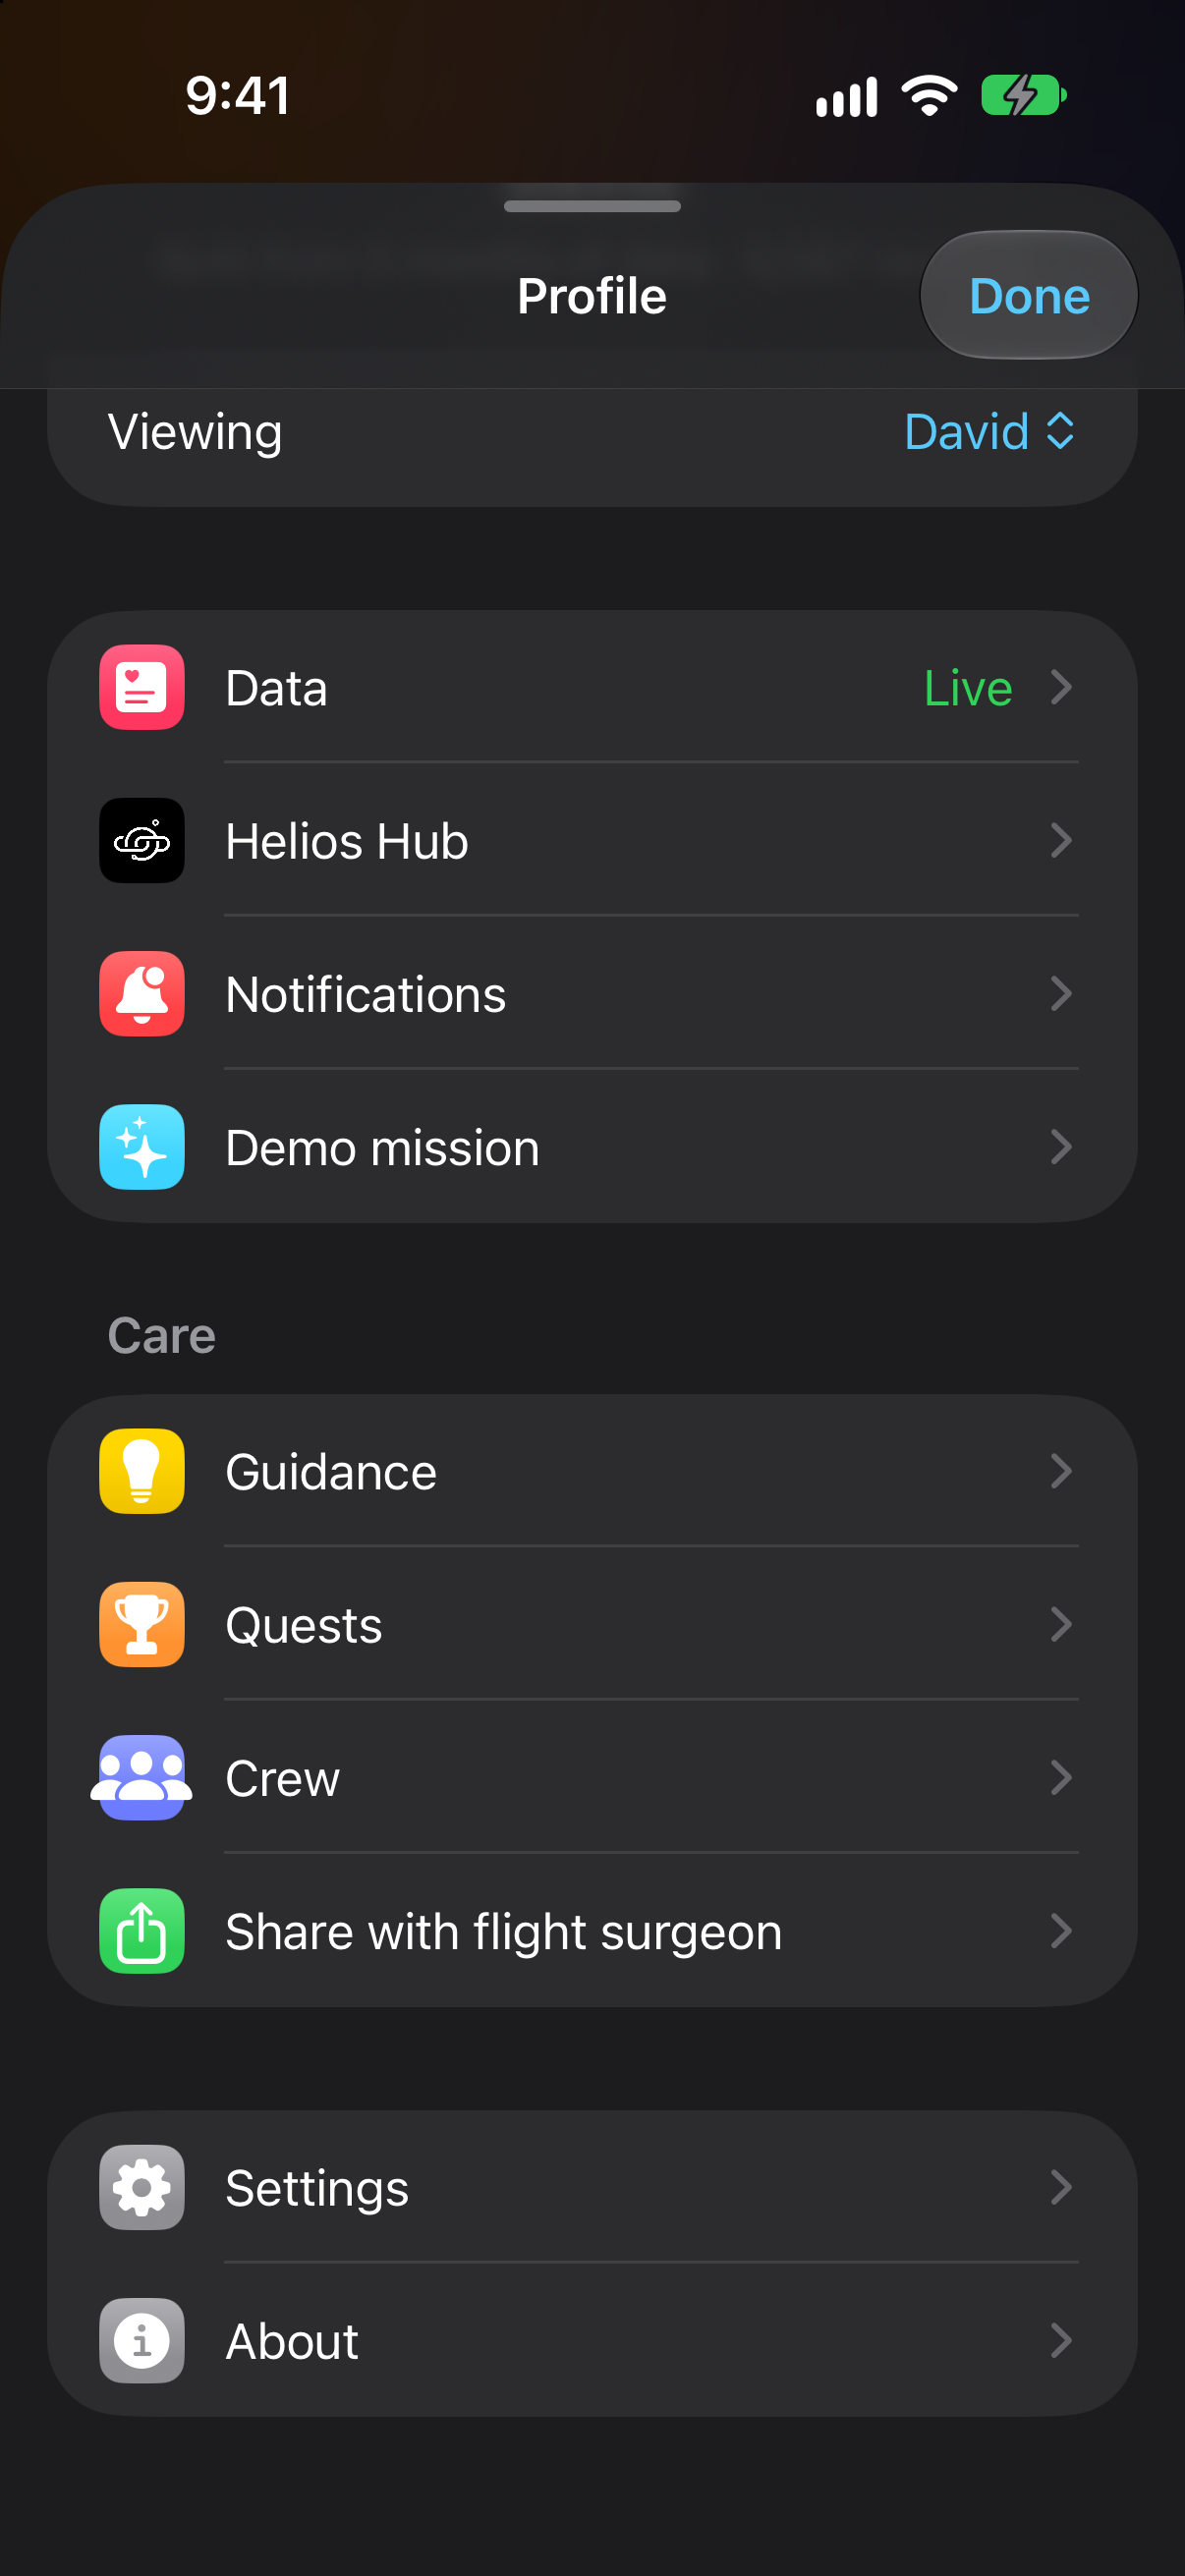 9:41
Profile
Done
Viewing
David
Data
Live
Helios Hub
Notifications
Demo mission
Care
Guidance
Quests
Crew
Share with flight surgeon
Settings
About